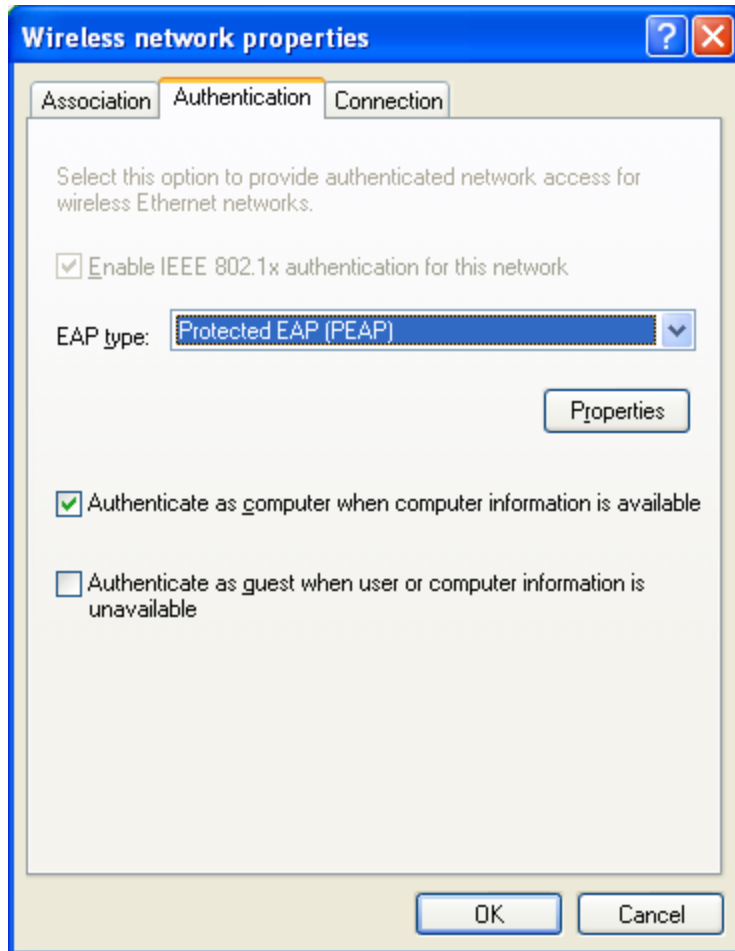 Wireless network properties
?
Association
Authentication
Connection
Select this option to provide authenticated network access for
wireless Ethernet networks.
Enable IEEE 802.1x authentication for this network
EAP type:
Protected EAP (PEAP)
Properties
Authenticate as computer when computer information is available
Authenticate as guest when user or computer information is
unavailable
OK
Cancel